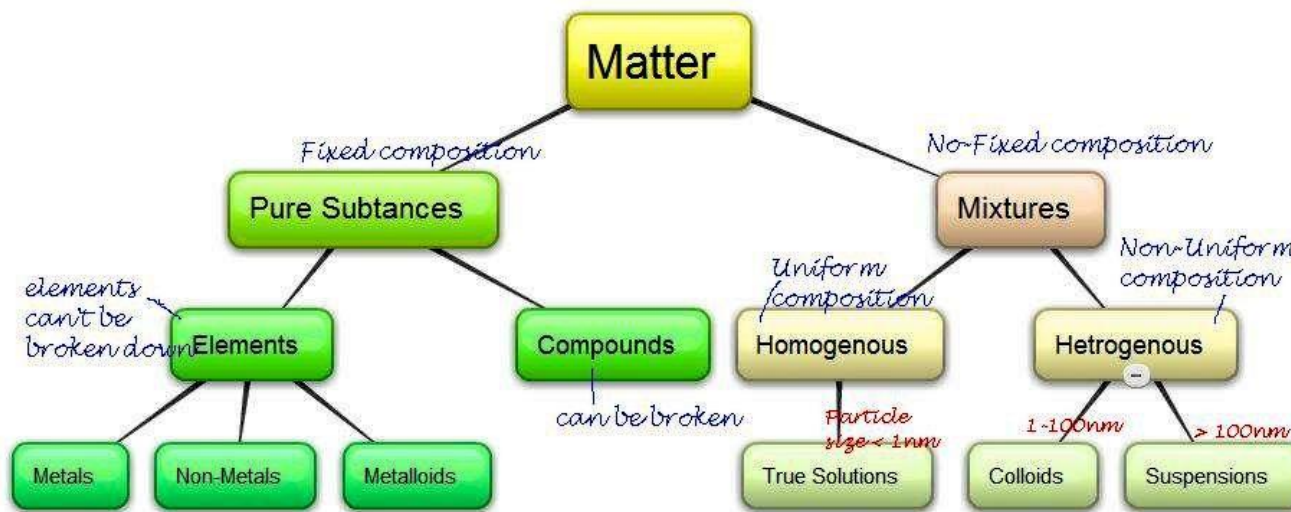 Matter
Fixed composition
No-Fixed composition
Pure Subtances
Mixtures
elements
can't be
broken down
Uniform
composition
Non-Uniform
composition
Elements
Compounds
Homogenous
Hetrogenous
can be broken
Particle
size < 1nm
1-100nm
> 100nm
Metals
Non-Metals
Metalloids
True Solutions
Colloids
Suspensions